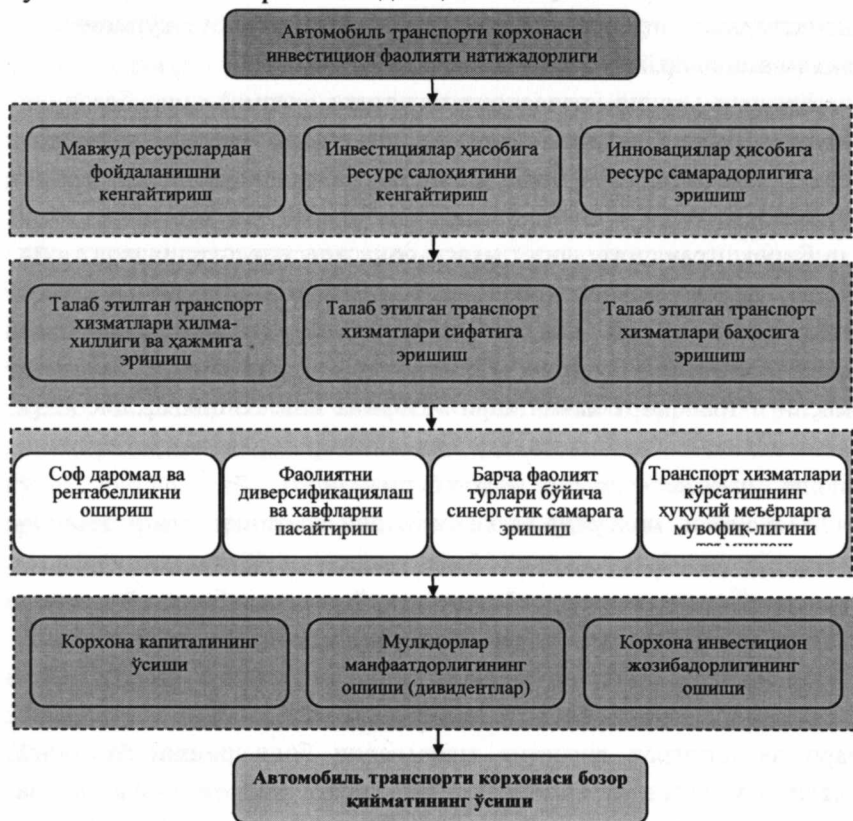 Автомобиль транспорти корхонаси
инвестицион фаолияти натижадорлиги
Мавжуд ресурслардан
фойдаланишни
кенгайтириш
Инвестициялар ҳисобига
ресурс салоҳиятини
кенгайтириш
Инновациялар ҳисобига
ресурс самарадорлигига
эришиш
Талаб этилган транспорт
хизматлари хилма-
хиллиги ва ҳажмига
эришиш
Талаб этилган транспорт
хизматлари сифатига
эришиш
Талаб этилган транспорт
хизматлари баҳосига
эришиш
Соф даромад ва
рентабелликни
ошириш
Фаолиятни
диверсификациялаш
ва хавфларни
пасайтириш
Барча фаолият
турлари бўйича
синергетик самарага
эришиш
Транспорт хизматлари
кўрсатишнинг
ҳуқуқий меъёрларга
мувофиқ-лигини
Корхона капиталининг
ўсиши
Мулкдорлар
манфаатдорлигининг
ошиши (дивидентлар)
Корхона инвестицион
жозибадорлигининг
ошиши
Автомобиль транспорти корхонаси бозор
қийматининг ўсиши